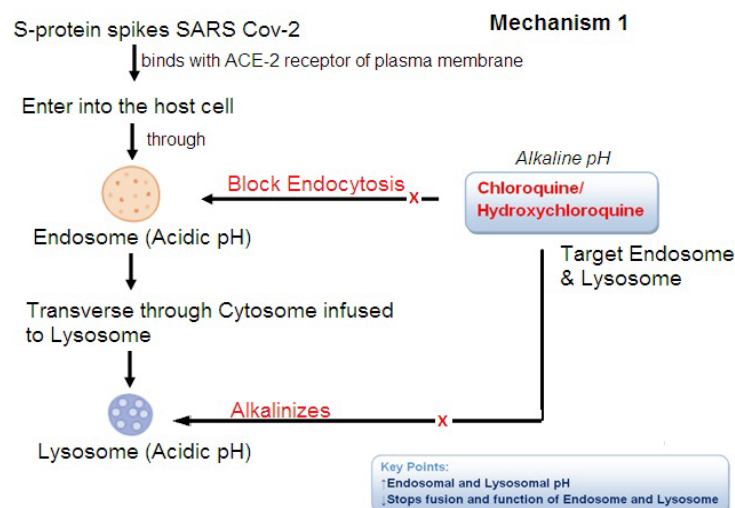 Mechanism 1
S-protein spikes SARS Cov-2
binds with ACE-2 receptor of plasma membrane
Enter into the host cell
through
Alkaline pH
Block Endocytosis
x
Chloroquine/
Hydroxychloroquine
Endosome (Acidic pH)
Target Endosome
& Lysosome
Transverse through Cytosome infused
to Lysosome
Alkalinizes
x
Lysosome (Acidic pH)
Key Points:
↑Endosomal and Lysosomal pH
↓Stops fusion and function of Endosome and Lysosome